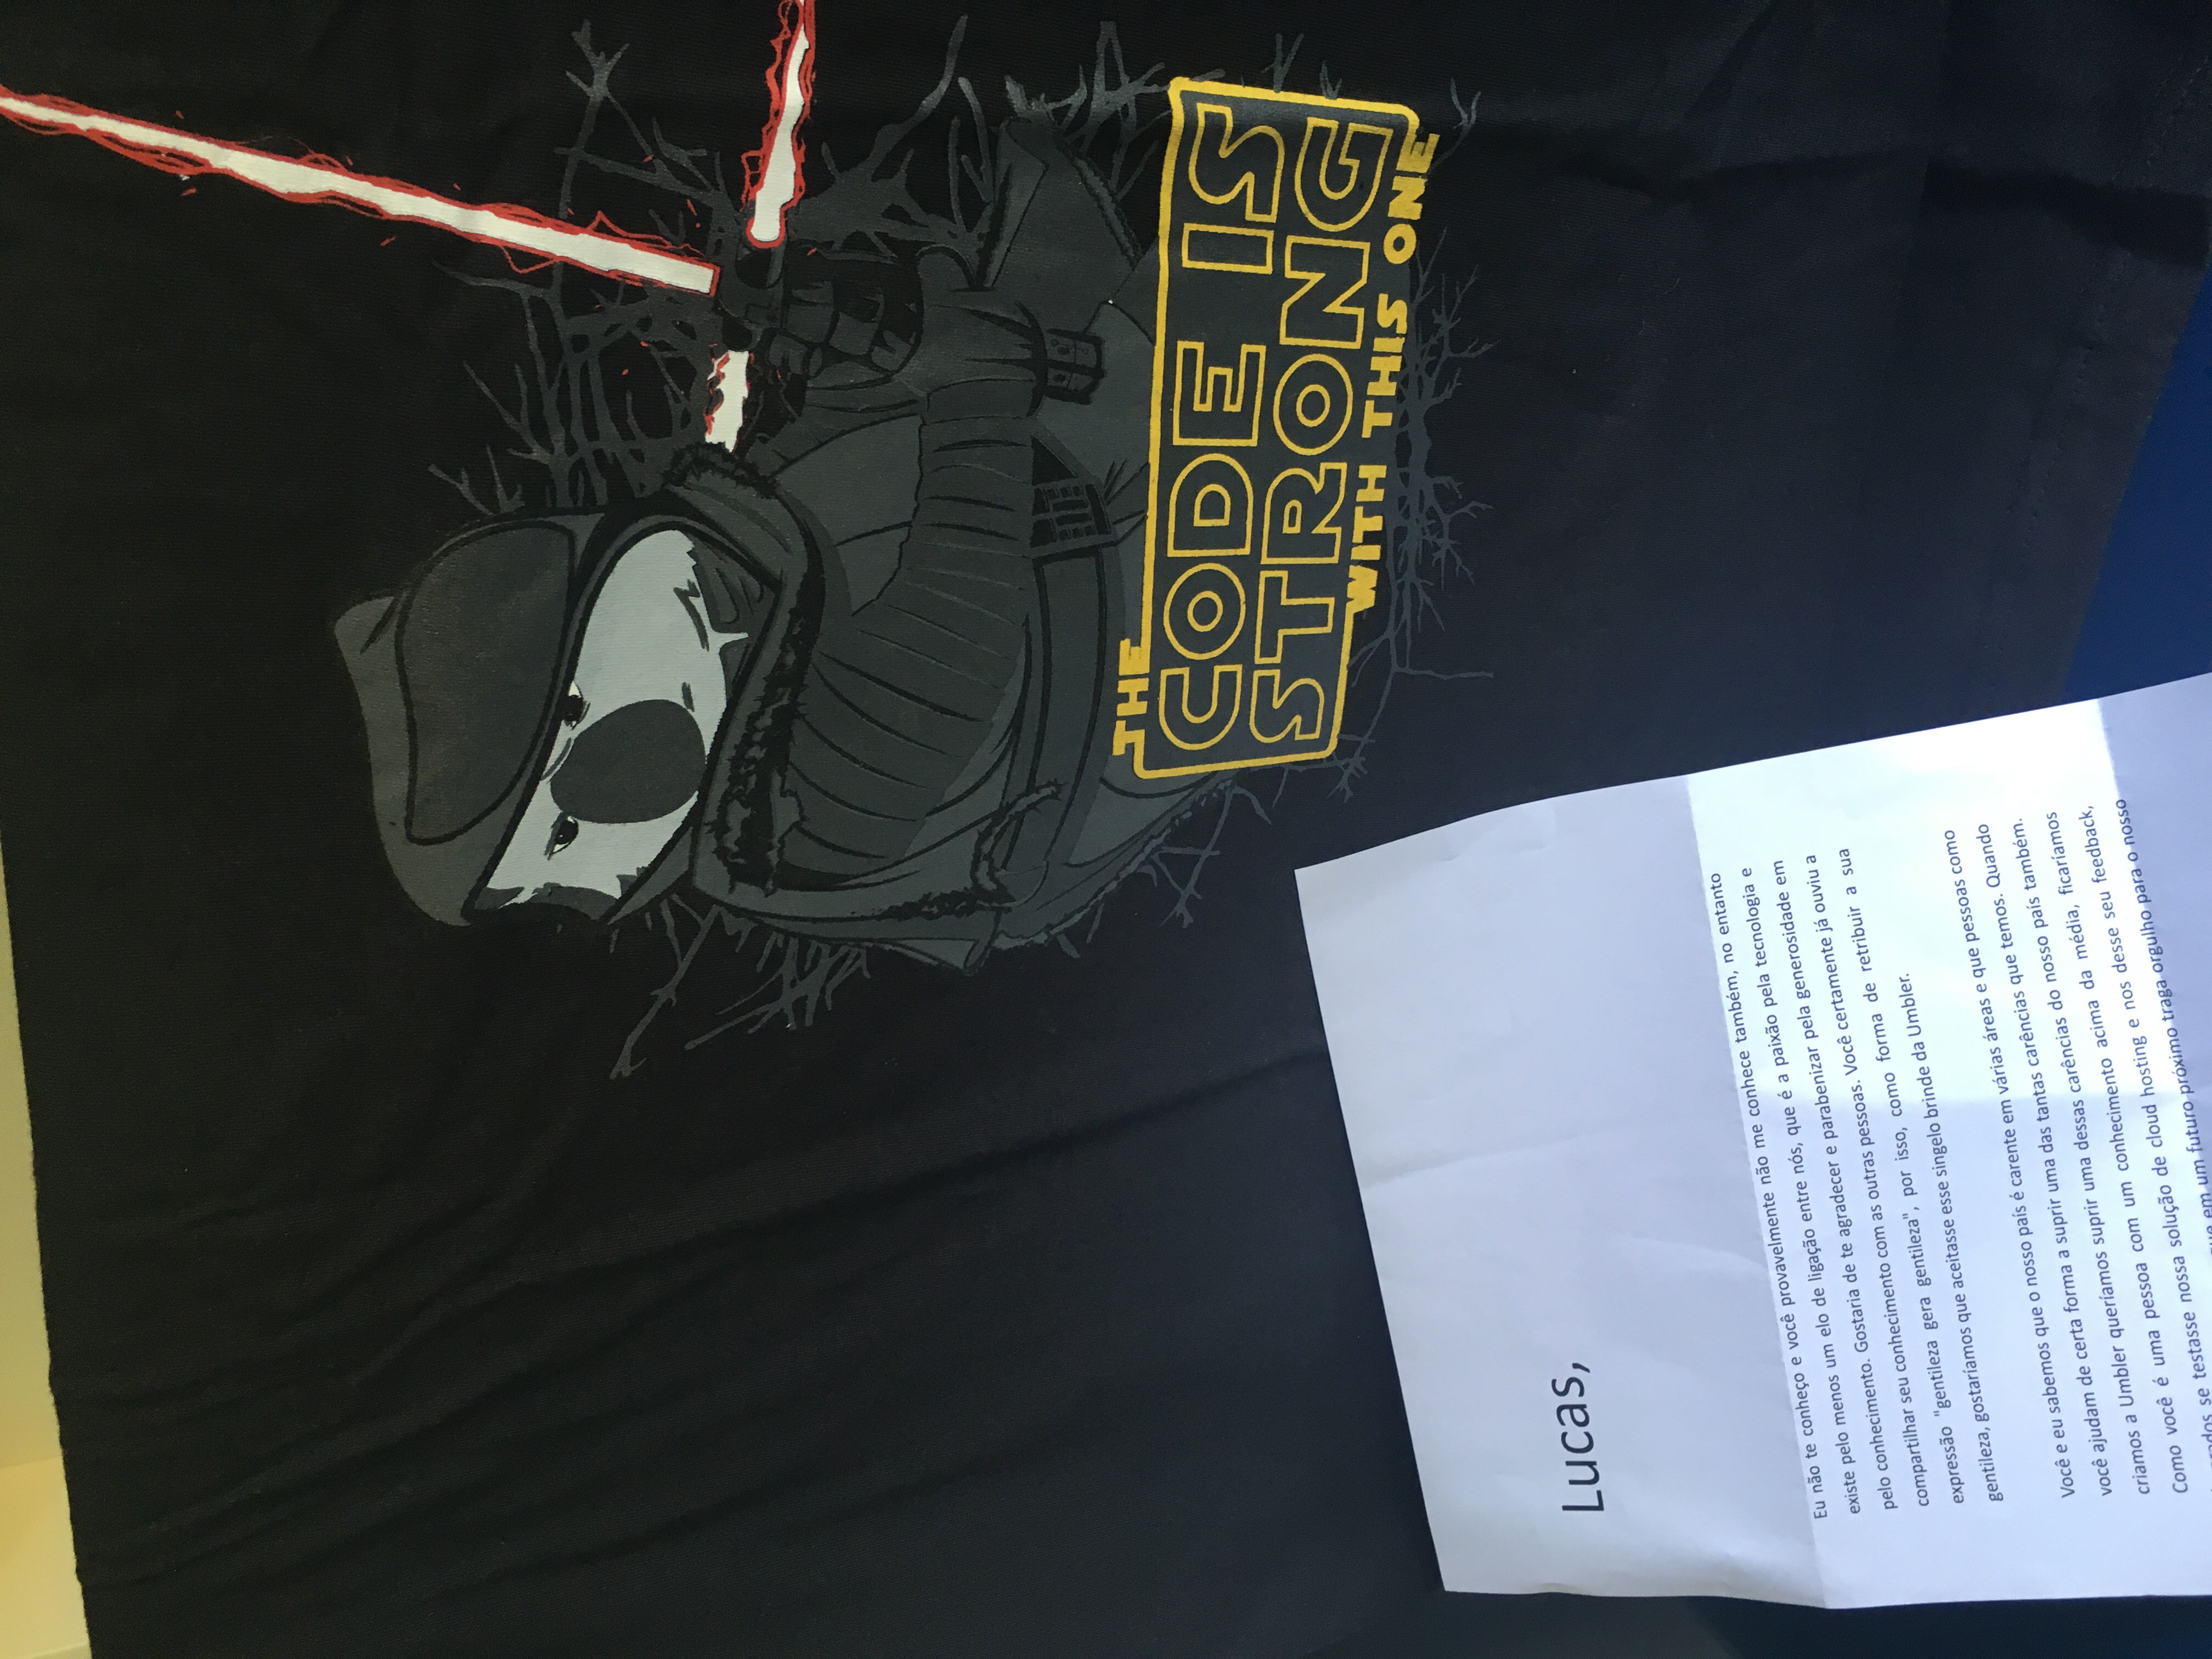 THE
CODE IS
STRONG
WITH THIS ONE
Lucas,
Eu não te conheço e você provavelmente não me conhece também, no entanto
existe pelo menos um elo de ligação entre nós, que é a paixão pela tecnologia e
pelo conhecimento. Gostaria de te agradecer e parabenizar pela generosidade em
compartilhar seu conhecimento com as outras pessoas. Você certamente já ouviu a
expressão "gentileza gera gentileza", por isso, como forma de retribuir a sua
gentileza, gostaríamos que aceitasse esse singelo brinde da Umbler.
Você e eu sabemos que o nosso país é carente em várias áreas e que pessoas como
você ajudam de certa forma a suprir uma das tantas carências que temos. Quando
criamos a Umbler queríamos suprir uma dessas carências do nosso país também.
Como você é uma pessoa com um conhecimento acima da média, ficaríamos
se testasse nossa solução de cloud hosting e nos desse seu feedback,
em um futuro próximo traga orgulho para o nosso